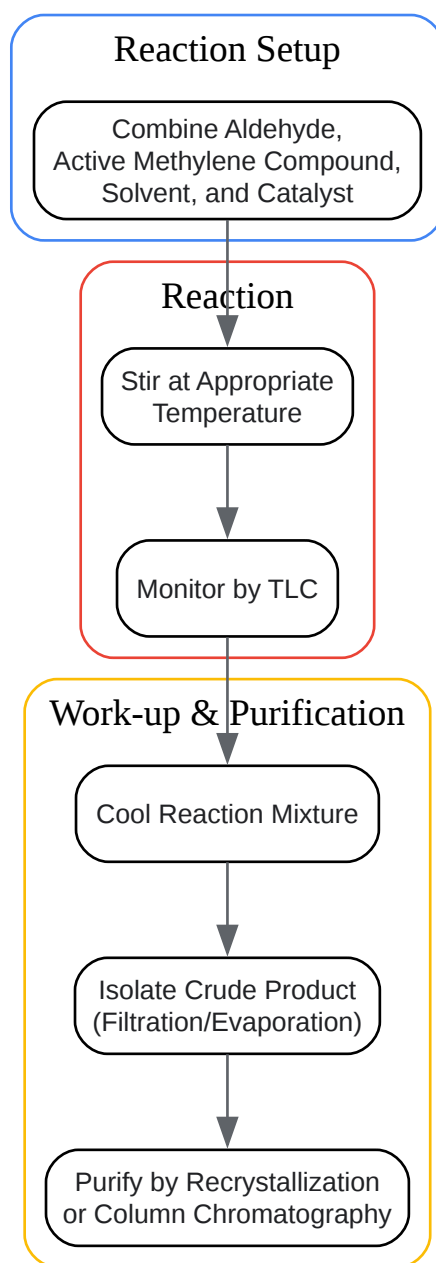 Reaction Setup
Combine Aldehyde,
Active Methylene Compound,
Solvent, and Catalyst
Reaction
Stir at Appropriate
Temperature
Monitor by TLC
Work-up & Purification
Cool Reaction Mixture
Isolate Crude Product
(Filtration/Evaporation)
Purify by Recrystallization
or Column Chromatography